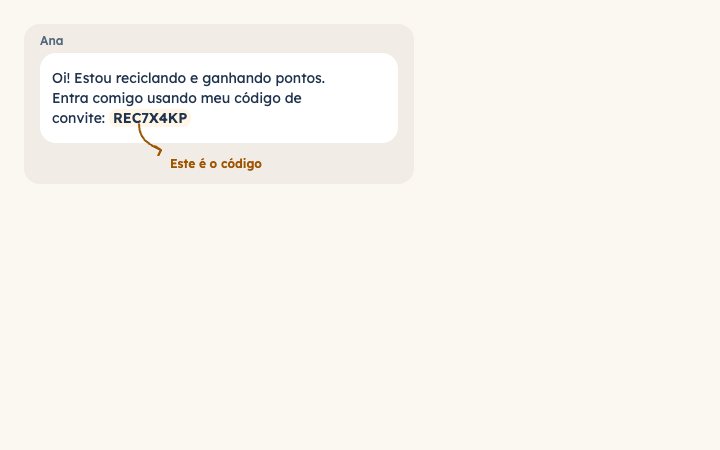 Ana
Oi! Estou reciclando e ganhando pontos.
Entra comigo usando meu código de
convite: REC7X4KP
Este é o código